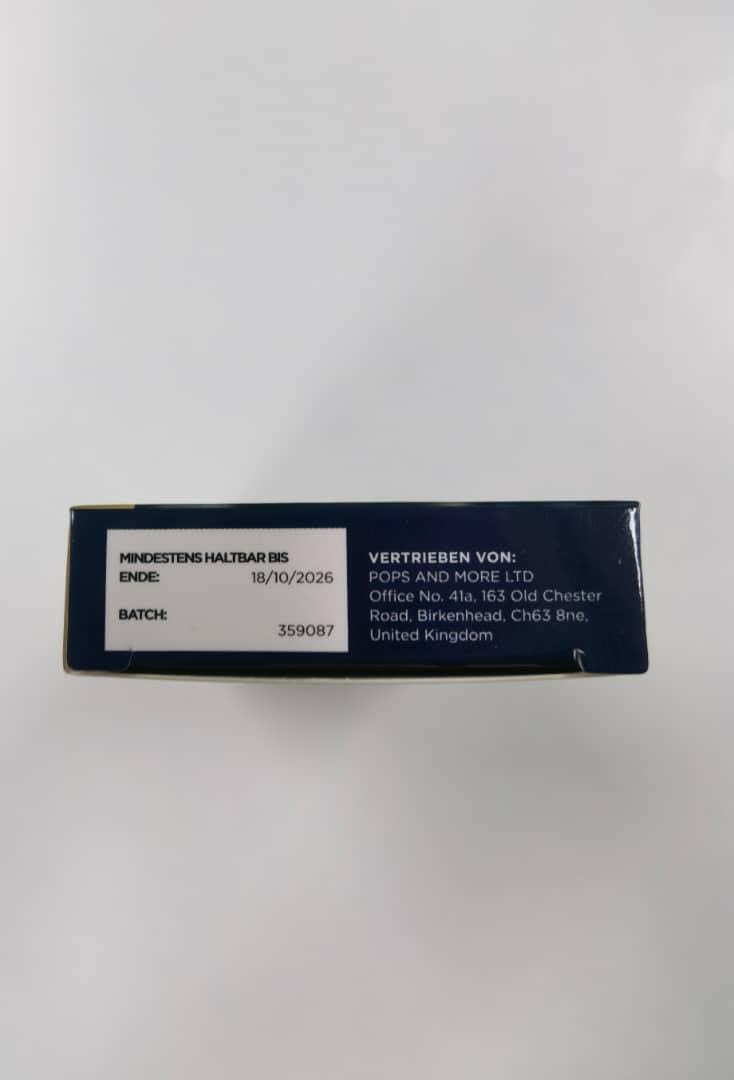 MINDESTENS HALTBAR BIS
ENDE: 18/10/2026
BATCH:
359087
VERTRIEBEN VON:
POPS AND MORE LTD
Office No. 41a, 163 Old Chester
Road, Birkenhead, Ch63 8ne,
United Kingdom